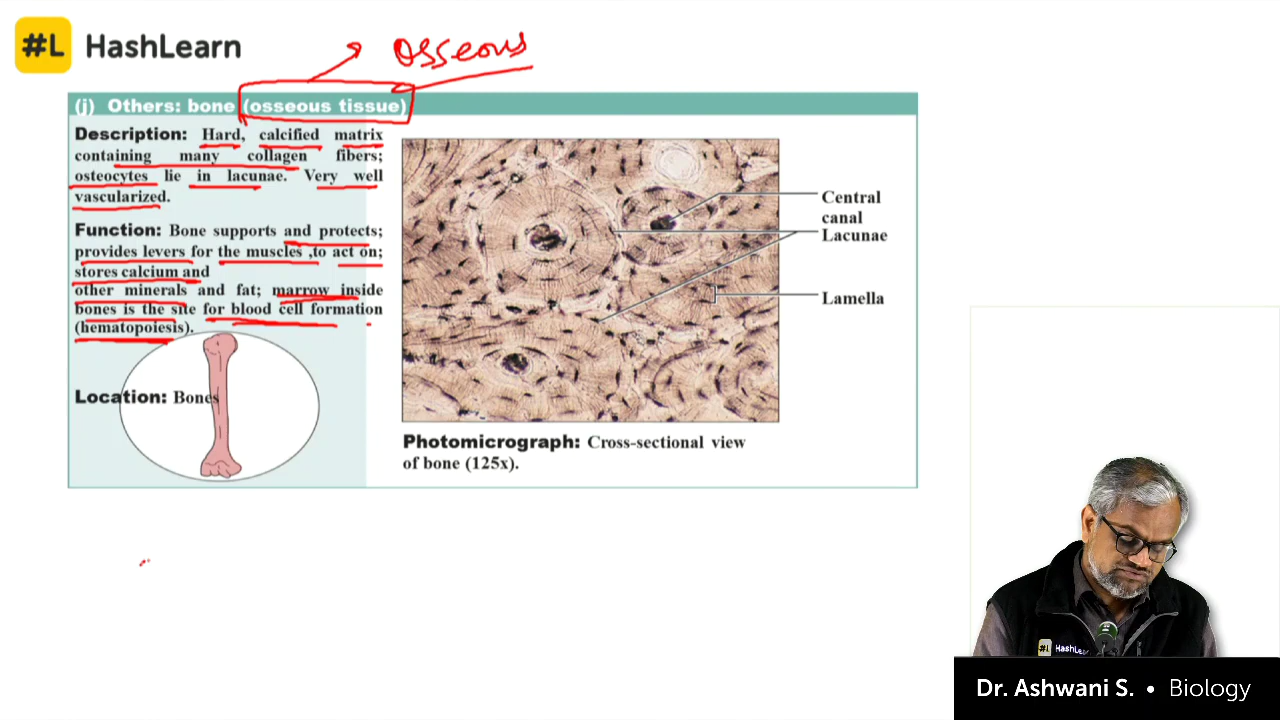 #L HashLearn
Osseous
(j) Others: bone (osseous tissue)
Description: Hard, calcified matrix
containing many collagen fibers;
osteocytes lie in lacunae. Very well
vascularized.
Function: Bone supports and protects;
provides levers for the muscles ,to act on;
stores calcium and
other minerals and fat; marrow inside
bones is the site for blood cell formation
(hematopoiesis).
Location: Bones
Central
canal
Lacunae
Lamella
Photomicrograph: Cross-sectional view
of bone (125x).
#L HashLearn
Dr. Ashwani S. • Biology